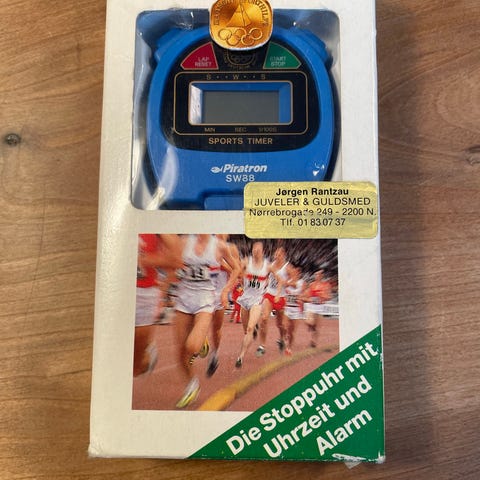 LAP
RESET
START
STOP
S · W · S
MIN SEC 1/100S
SPORTS TIMER
Piratron
SW88
Jørgen Rantzau
JUVELER & GULDSMED
Nørrebrogade 249 - 2200 N.
Tlf. 01 83 07 37
369
Die Stoppuhr mit
Uhrzeit und
Alarm